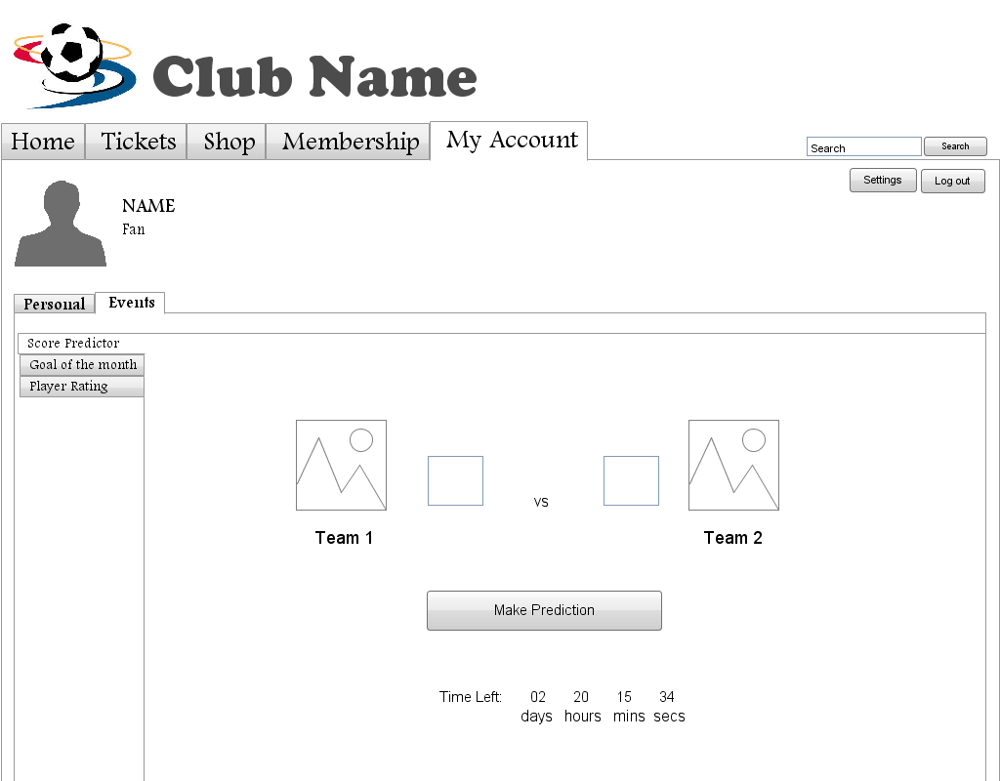 Club Name
Home Tickets Shop Membership My Account
Search Search
Settings Log out
NAME
Fan
Personal Events
Score Predictor
Goal of the month
Player Rating
vs
Team 1 Team 2
Make Prediction
Time Left: 02 20 15 34
days hours mins secs